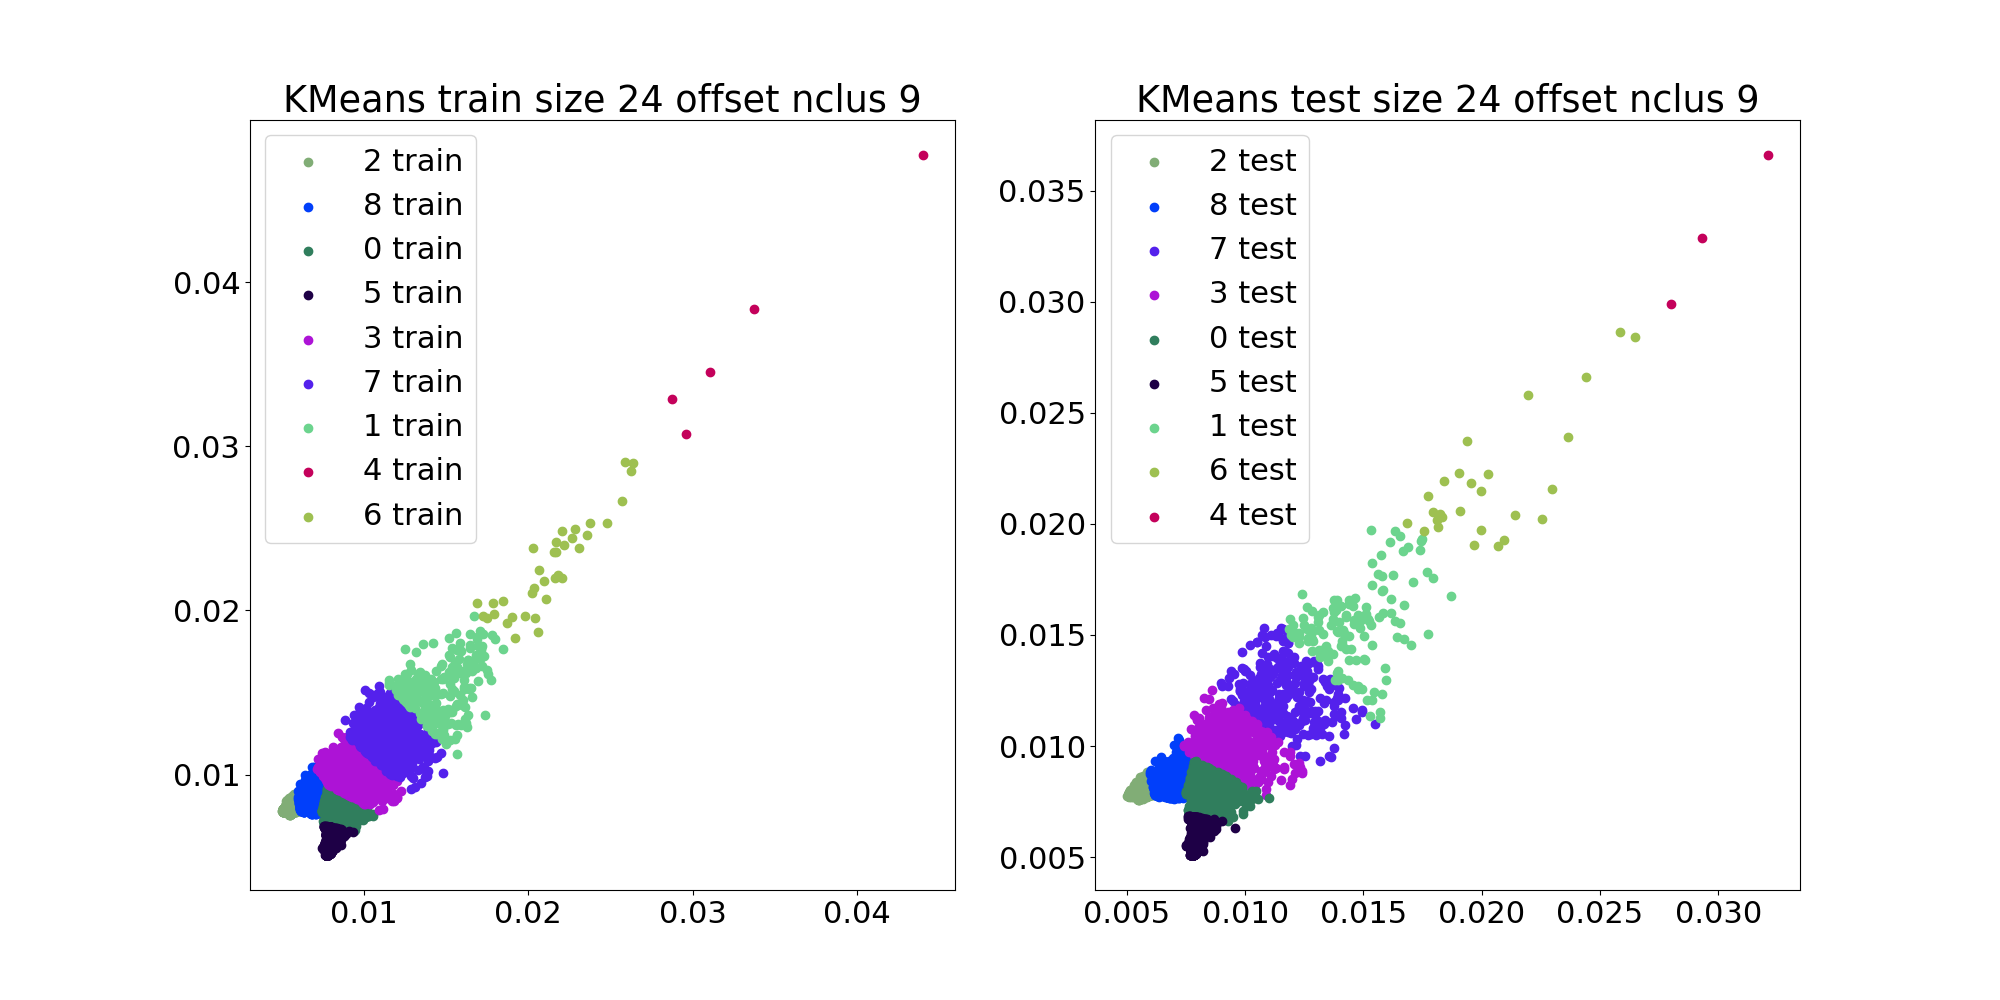 KMeans train size 24 offset nclus 9
2 train
8 train
0 train
5 train
3 train
7 train
1 train
4 train
6 train
0.04
0.03
0.02
0.01
0.01 0.02 0.03 0.04
KMeans test size 24 offset nclus 9
2 test
8 test
7 test
3 test
0 test
5 test
1 test
6 test
4 test
0.035
0.030
0.025
0.020
0.015
0.010
0.005
0.005 0.010 0.015 0.020 0.025 0.030